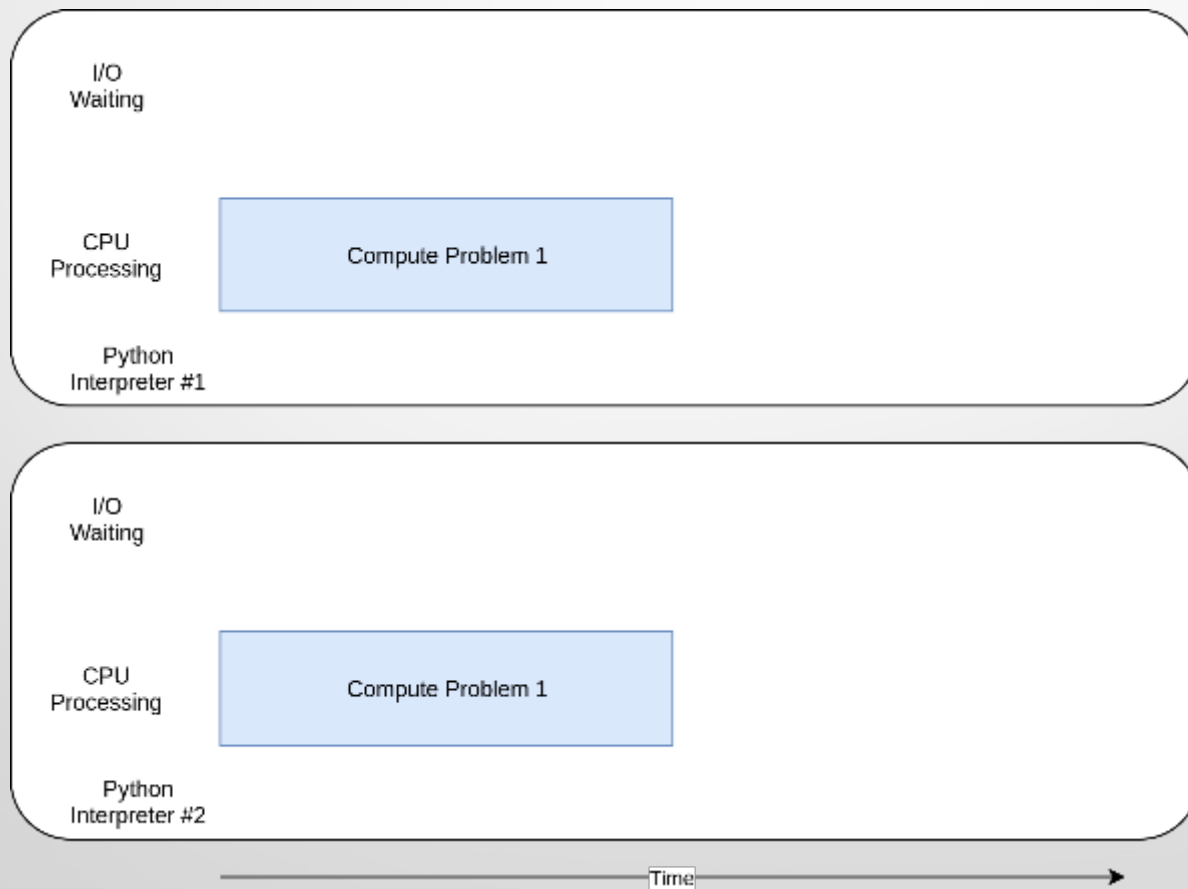 I/O
Waiting
CPU
Processing
Compute Problem 1
Python
Interpreter #1
I/O
Waiting
CPU
Processing
Compute Problem 1
Python
Interpreter #2
Time